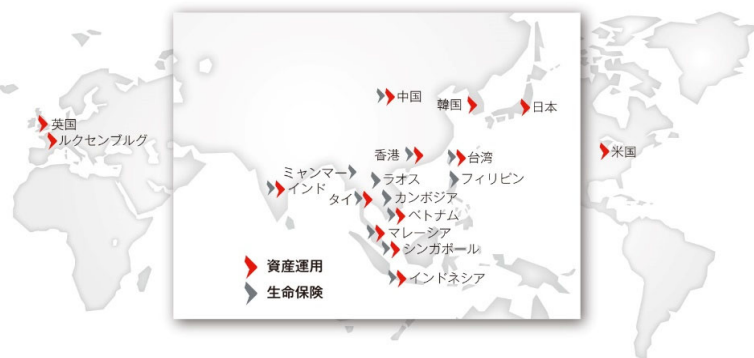 英国
ルクセンブルグ
中国
韓国
日本
香港
台湾
ミャンマー
ラオス
フィリピン
インド
タイ
カンボジア
ベトナム
マレーシア
シンガポール
インドネシア
資産運用
生命保険
米国